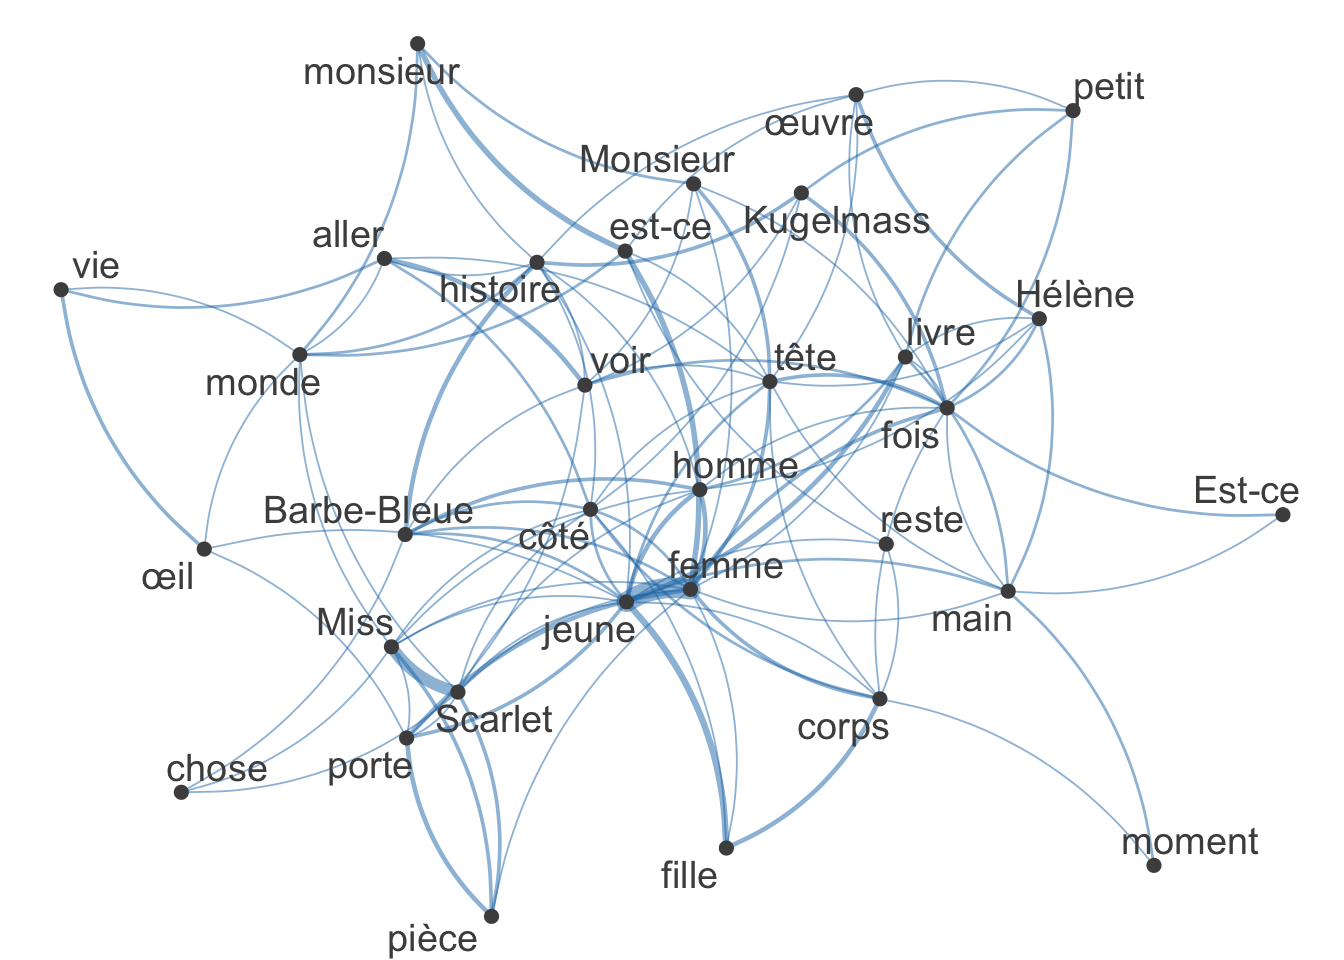 monsieur
petit
œuvre
Monsieur
Kugelmass
est-ce
aller
vie
histoire
Hélène
livre
voir
tête
monde
fois
homme
Est-ce
Barbe-Bleue
côté
reste
femme
œil
Miss
jeune
main
Scarlet
corps
chose
porte
moment
fille
pièce